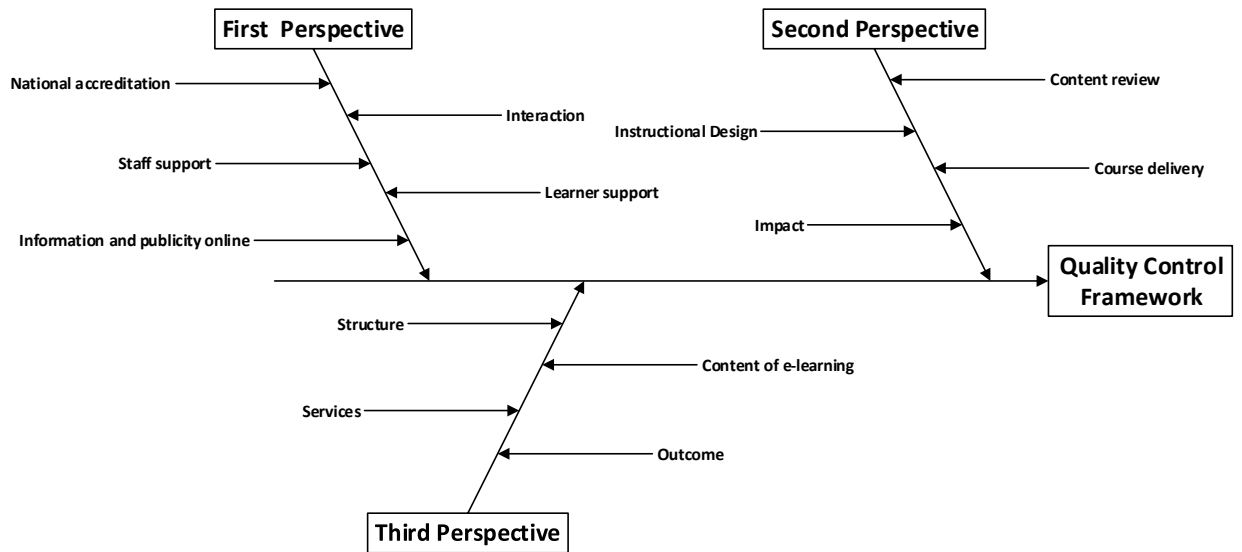 First Perspective
Second Perspective
National accreditation
Content review
Interaction
Instructional Design
Staff support
Course delivery
Learner support
Impact
Information and publicity online
Quality Control
Framework
Structure
Content of e-learning
Services
Outcome
Third Perspective